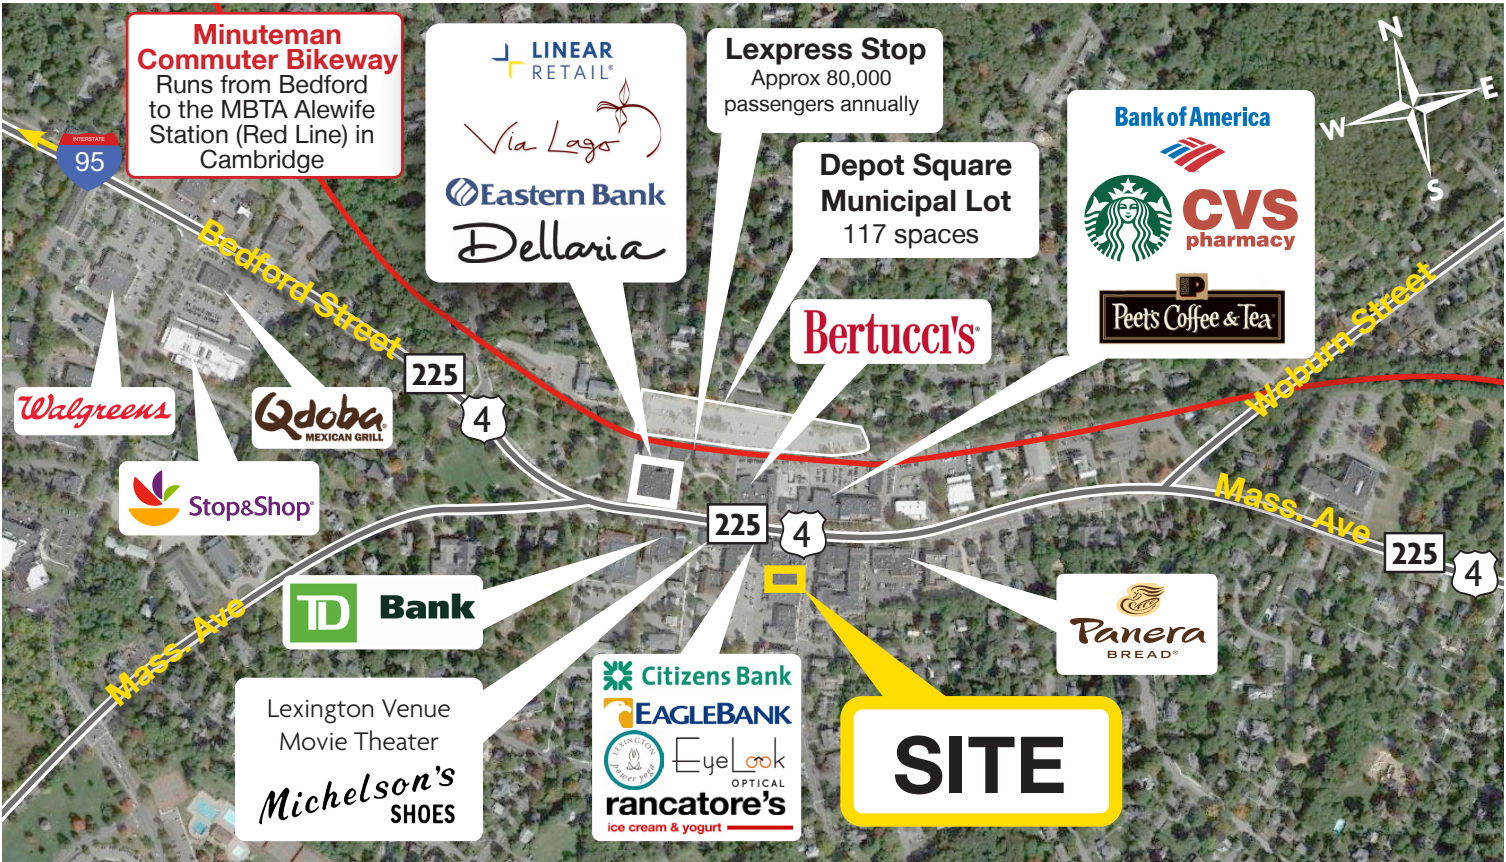 Minuteman
Commuter Bikeway
Runs from Bedford
to the MBTA Alewife
Station (Red Line) in
Cambridge
INTERSTATE
95
LINEAR
RETAIL®
Via Lago
Eastern Bank
Dellaria
Lexpress Stop
Approx 80,000
passengers annually
Depot Square
Municipal Lot
117 spaces
Bank of America
CVS
pharmacy
Peet's Coffee & Tea
N
E
W
S
Bedford Street
225
4
Bertucci's
Woburn Street
Walgreens
Qdoba
MEXICAN GRILL
Stop&Shop®
225
4
Mass. Ave
225
4
Mass. Ave
TD Bank
Panera
BREAD®
Lexington Venue
Movie Theater
Michelson's
SHOES
Citizens Bank
EAGLEBANK
LEXINGTON
power yoga
EyeLook
OPTICAL
rancatore's
ice cream & yogurt
SITE